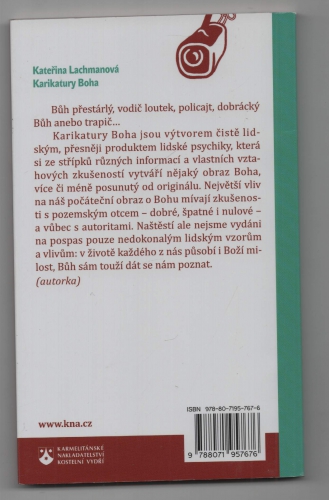 Kateřina Lachmanová
Karikatury Boha
Bůh přestárlý, vodič loutek, policajt, dobrácký
Bůh anebo trapič...
Karikatury Boha jsou výtvorem čistě lid-
ským, přesněji produktem lidské psychiky, která
si ze střípků různých informací a vlastních vzta-
hových zkušeností vytváří nějaký obraz Boha,
více či méně posunutý od originálu. Největší vliv
na náš počáteční obraz o Bohu mívají zkušenos-
ti s pozemským otcem – dobré, špatné i nulové –
a vůbec s autoritami. Naštěstí ale nejsme vydáni
na pospas pouze nedokonalým lidským vzorům
a vlivům: v životě každého z nás působí i Boží mi-
lost, Bůh sám touží dát se nám poznat.
(autorka)
ISBN 978-80-7195-767-6
www.kna.cz
KARMELITÁNSKÉ
NAKLADATELSTVÍ
KOSTELNÍ VYDŘÍ
9 788071 957676